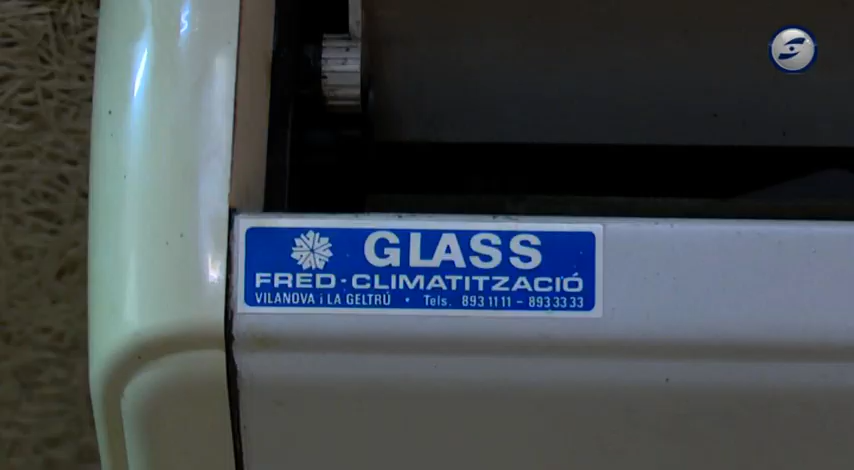 GLASS
FRED-CLIMATITZACIÓ
VILANOVA i LA GELTRÚ • Tels. 893 11 11 - 893 33 33